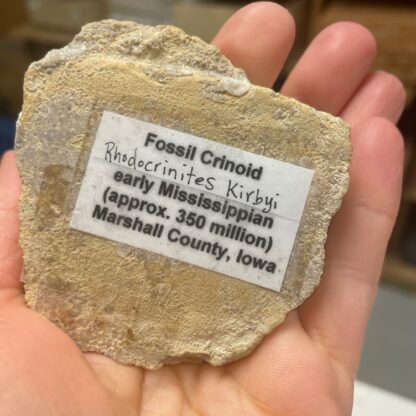 Fossil Crinoid
Rhodocrinites Kirbyi
early Mississippian
(approx. 350 million)
Marshall County, Iowa